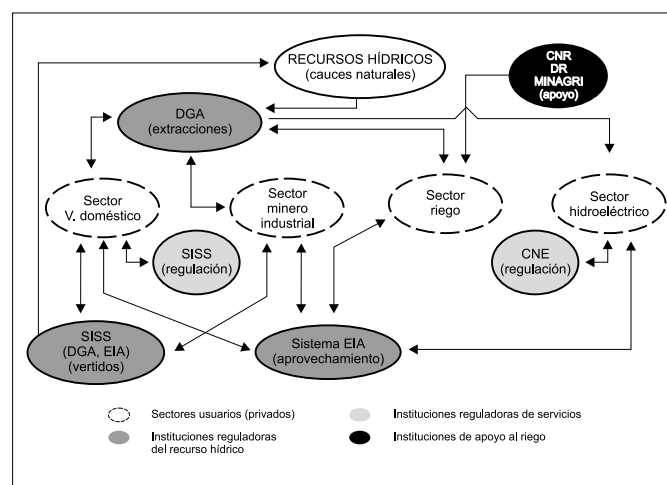 RECURSOS HÍDRICOS
(cauces naturales)
CNR
DR
MINAGRI
(apoyo)
DGA
(extracciones)
Sector
V. doméstico
Sector
minero
industrial
Sector
riego
Sector
hidroeléctrico
SISS
(regulación)
CNE
(regulación)
SISS
(DGA, EIA)
(vertidos)
Sistema EIA
(aprovechamiento)
Sectores usuarios (privados)
Instituciones reguladoras de servicios
Instituciones reguladoras
del recurso hídrico
Instituciones de apoyo al riego